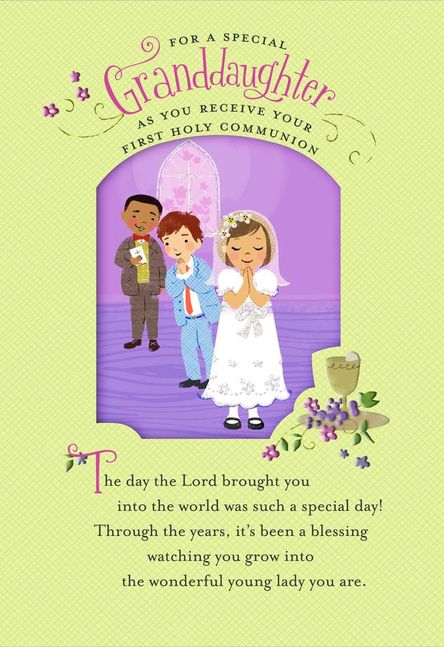 FOR A SPECIAL
Granddaughter
AS YOU RECEIVE YOUR
FIRST HOLY COMMUNION
The day the Lord brought you
into the world was such a special day!
Through the years, it's been a blessing
watching you grow into
the wonderful young lady you are.